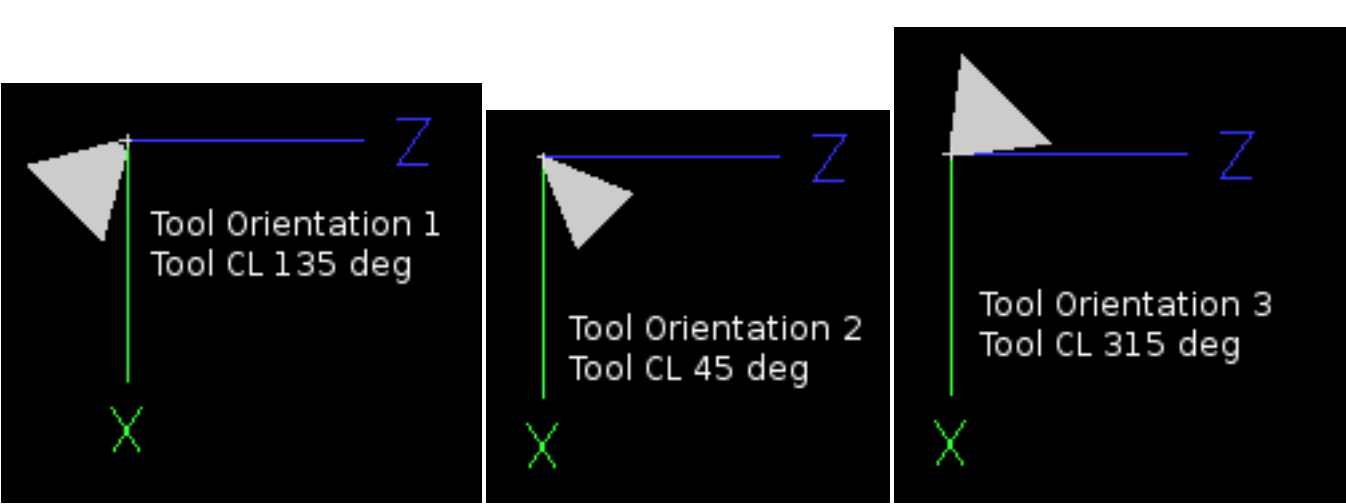 Z
Tool Orientation 1
Tool CL 135 deg
X
Z
Tool Orientation 2
Tool CL 45 deg
X
Z
Tool Orientation 3
Tool CL 315 deg
X